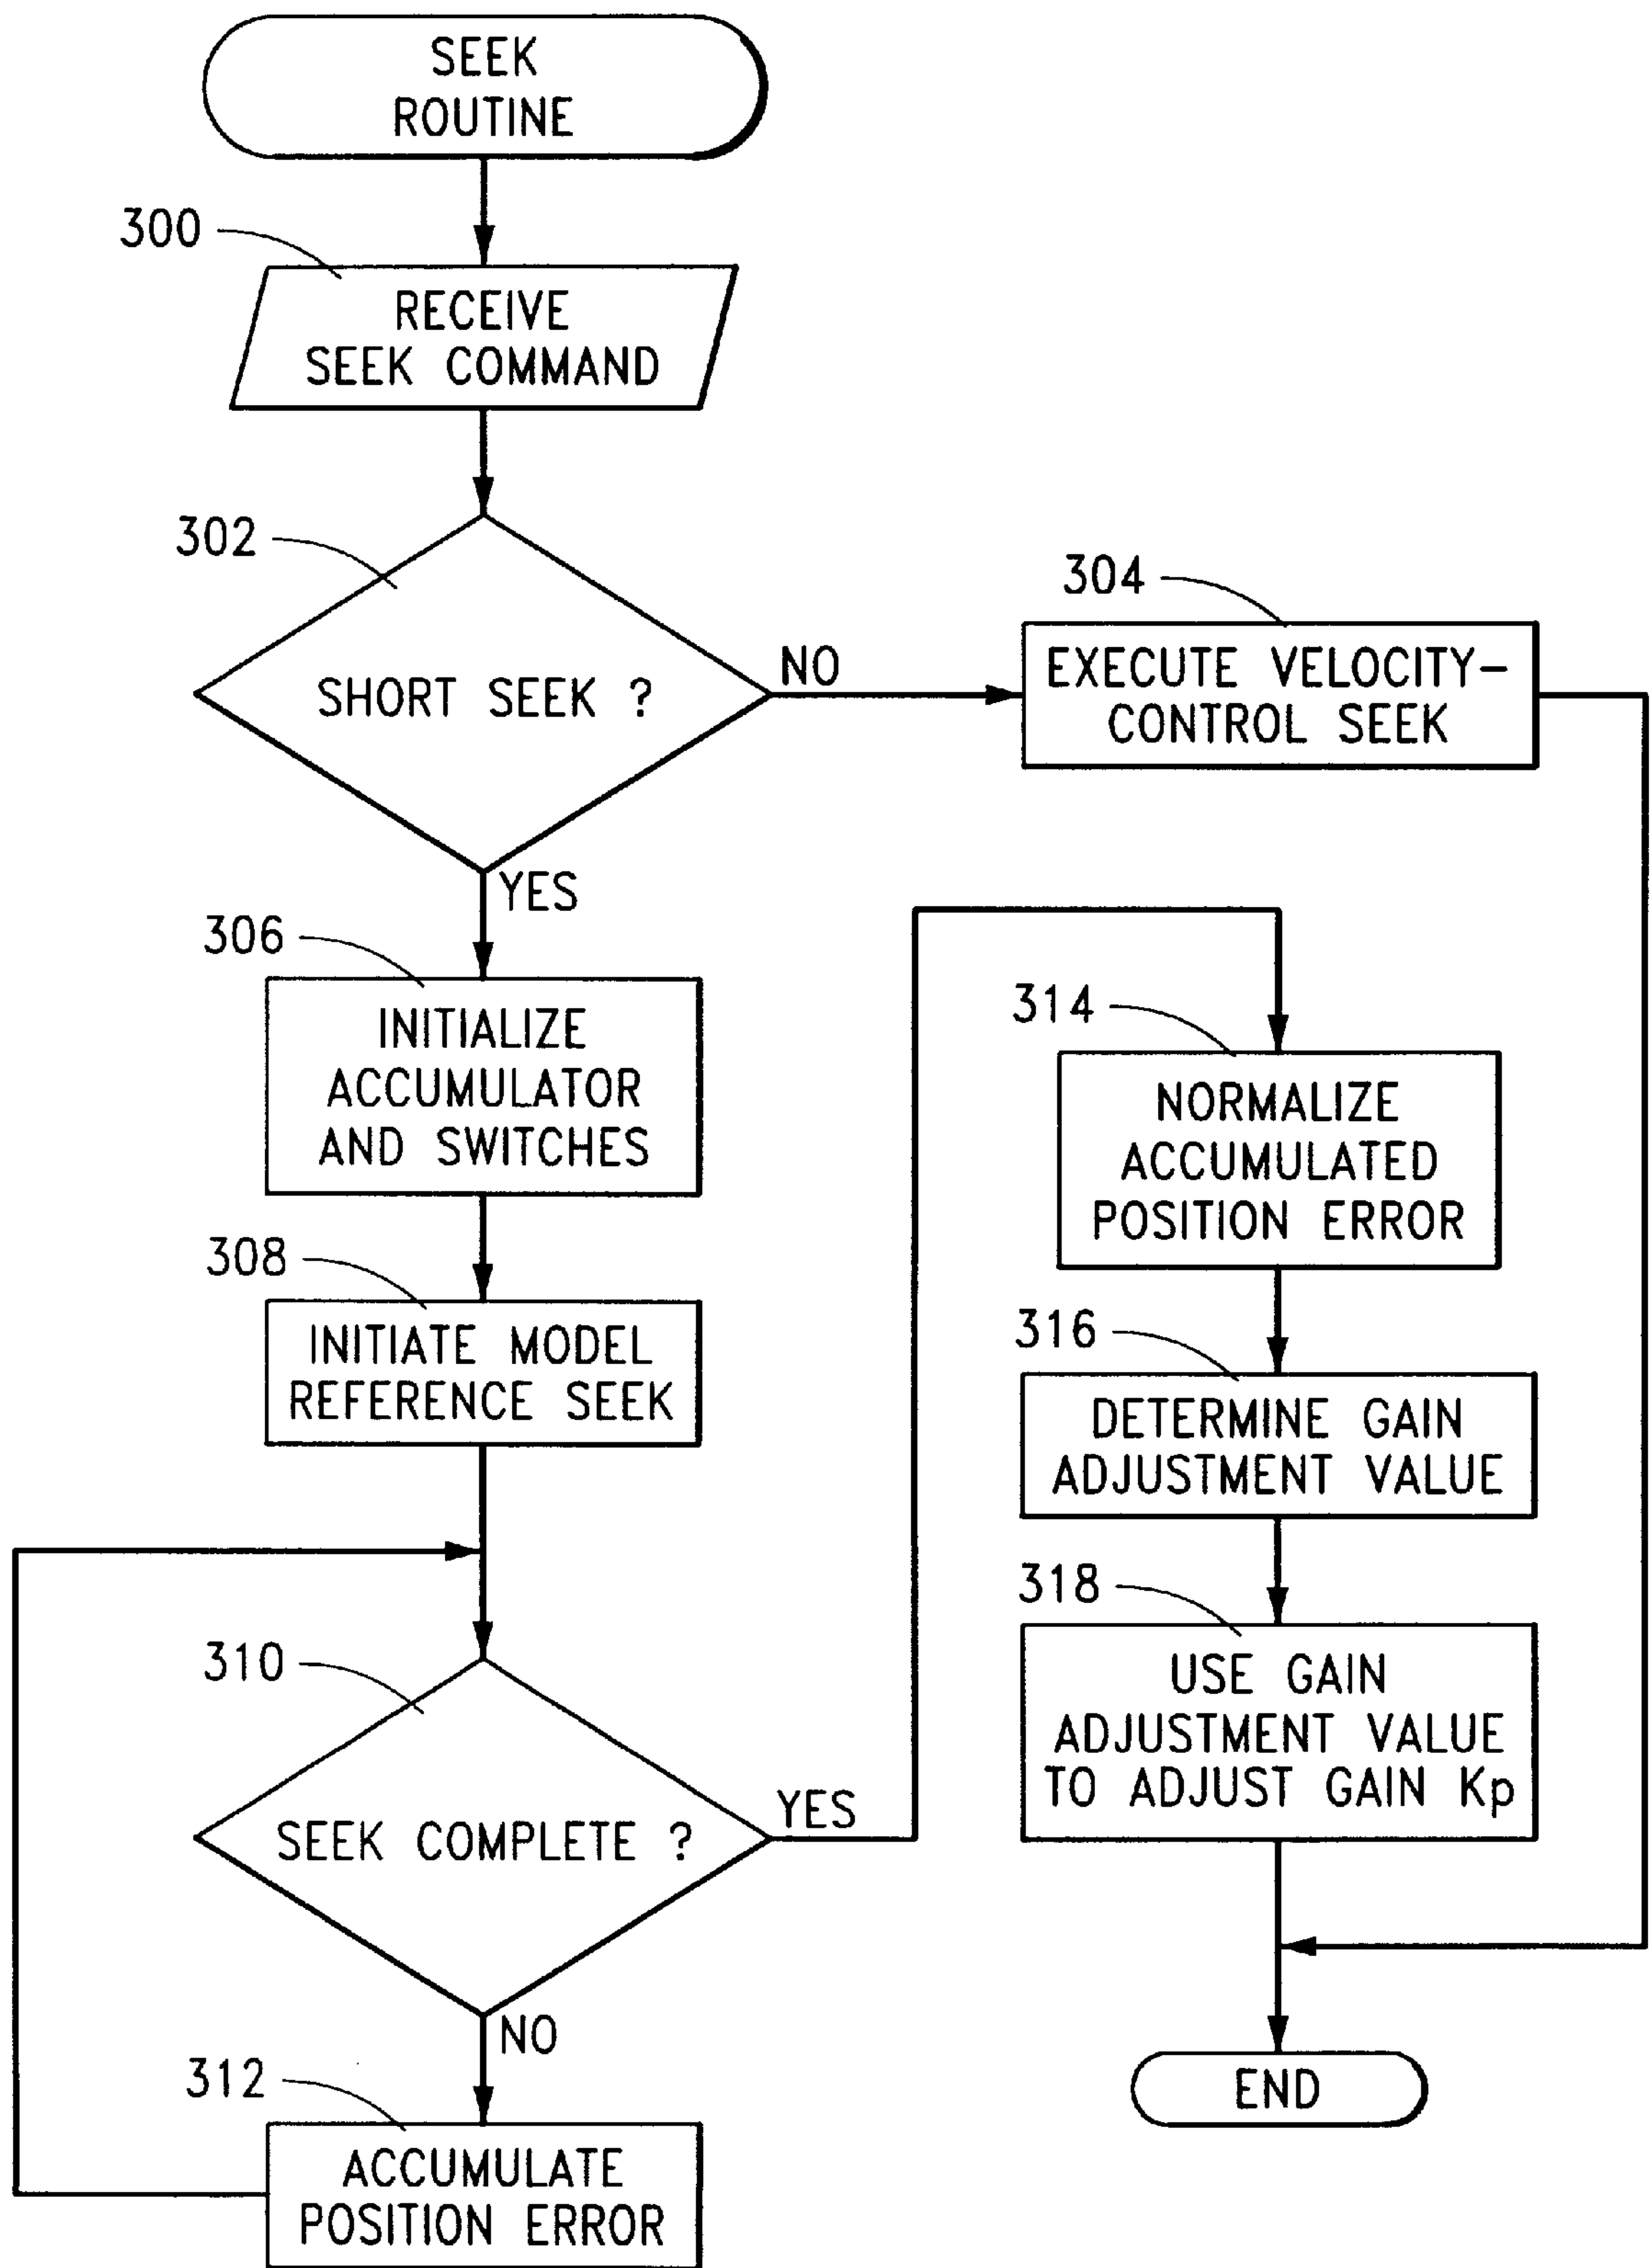 SEEK
ROUTINE
300
RECEIVE
SEEK COMMAND
302
SHORT SEEK ?
NO
304
EXECUTE VELOCITY-
CONTROL SEEK
YES
306
INITIALIZE
ACCUMULATOR
AND SWITCHES
308
INITIATE MODEL
REFERENCE SEEK
310
SEEK COMPLETE ?
YES
NO
312
ACCUMULATE
POSITION ERROR
314
NORMALIZE
ACCUMULATED
POSITION ERROR
316
DETERMINE GAIN
ADJUSTMENT VALUE
318
USE GAIN
ADJUSTMENT VALUE
TO ADJUST GAIN Kp
END